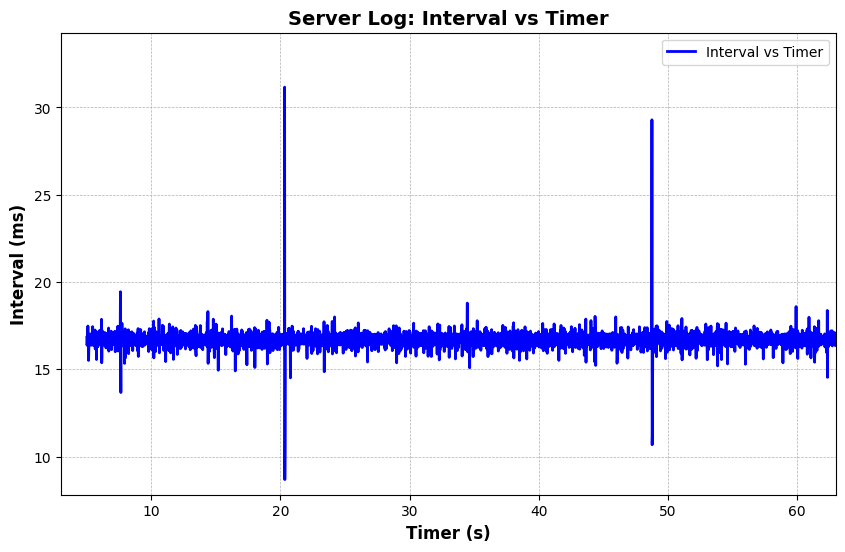 Server Log: Interval vs Timer
Interval vs Timer
Interval (ms)
30
25
20
15
10
10 20 30 40 50 60
Timer (s)